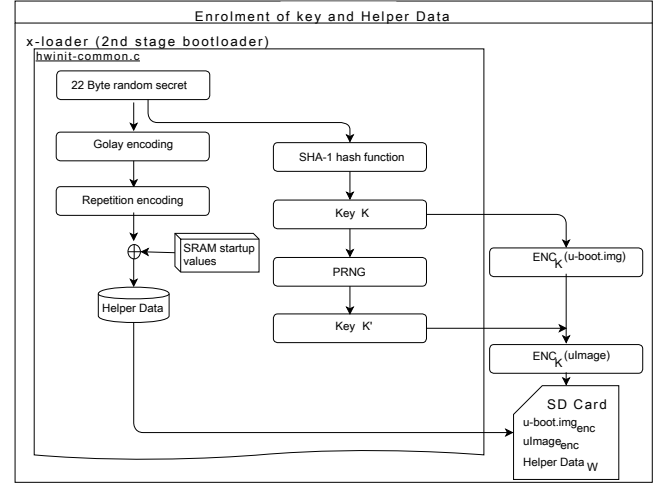 Enrolment of key and Helper Data
x-loader (2nd stage bootloader)
hwinit-common.c
22 Byte random secret
Golay encoding
SHA-1 hash function
Repetition encoding
Key K
SRAM startup
values
ENCK (u-boot.img)
PRNG
Helper Data
Key K'
ENCK (uImage)
SD Card
u-boot.imgenc
uImageenc
Helper Data W